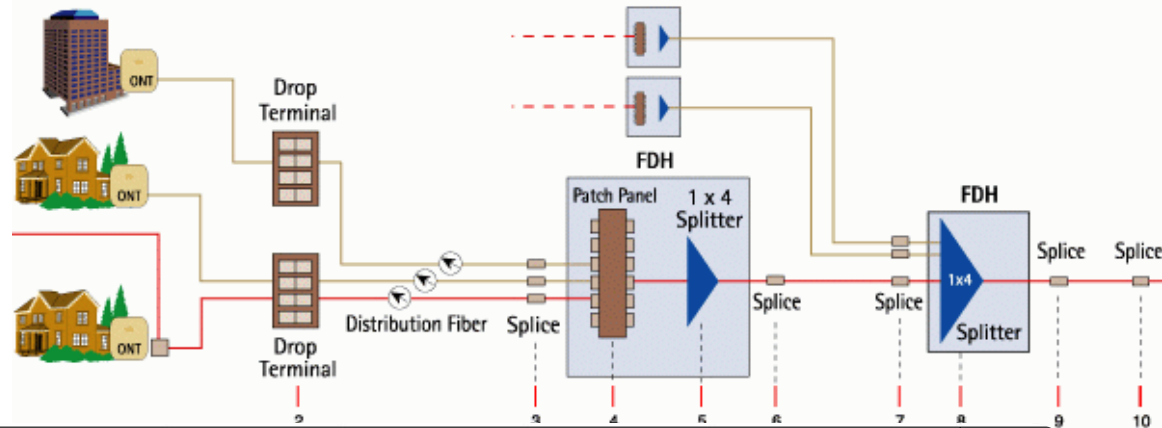 ONT
Drop
Terminal
ONT
FDH
Patch Panel
1 x 4
Splitter
FDH
Splice
Splice
1x4
Splitter
ONT
Distribution Fiber
Splice
Splice
Splice
Drop
Terminal
2
3
4
5
6
7
8
9
10